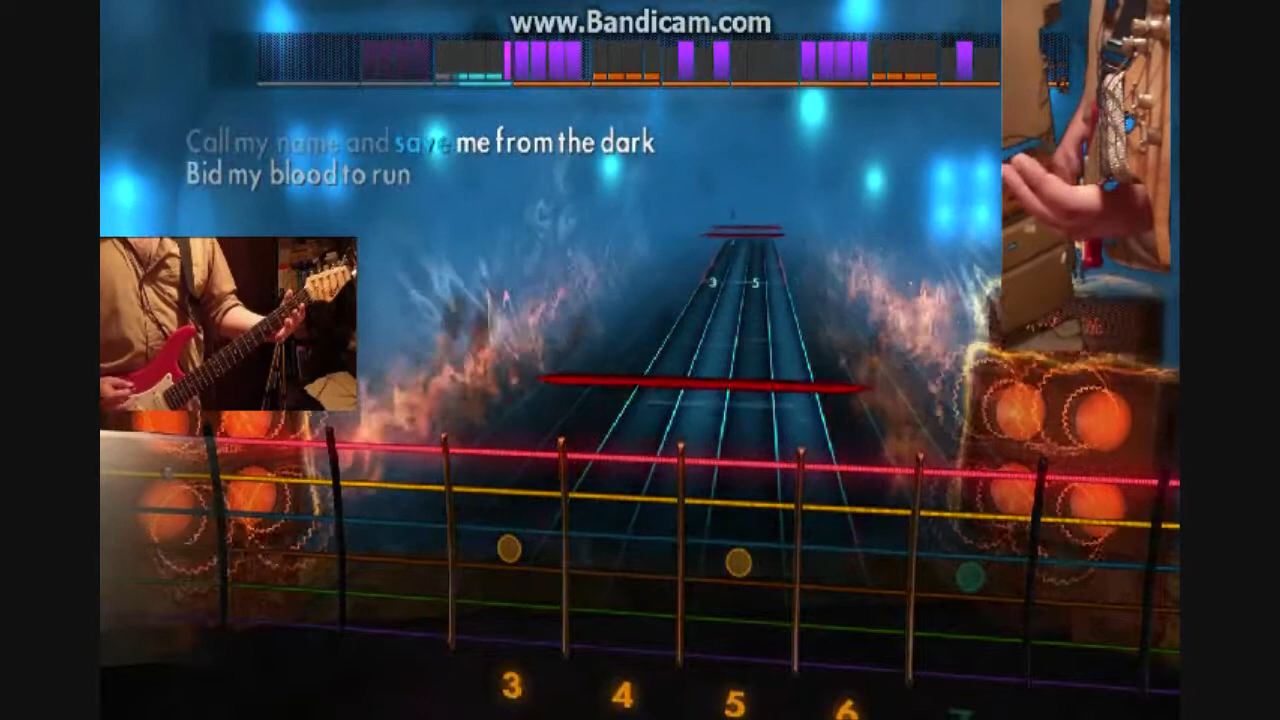 www.Bandicam.com
Call my name and save me from the dark
Bid my blood to run
3 5
3 4 5 6 7